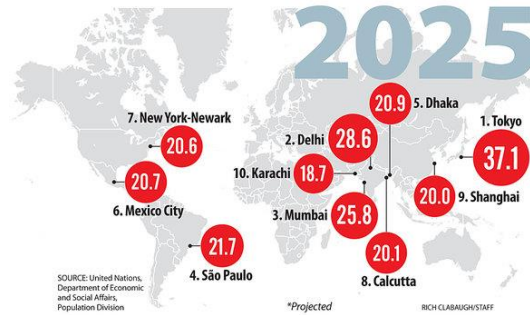 2025
7. New York-Newark
20.6
20.7
6. Mexico City
21.7
4. São Paulo
20.9
5. Dhaka
2. Delhi
28.6
1. Tokyo
37.1
10. Karachi
18.7
3. Mumbai
25.8
20.0
9. Shanghai
20.1
8. Calcutta
SOURCE: United Nations,
Department of Economic
and Social Affairs,
Population Division
*Projected
RICH CLABAUGH/STAFF